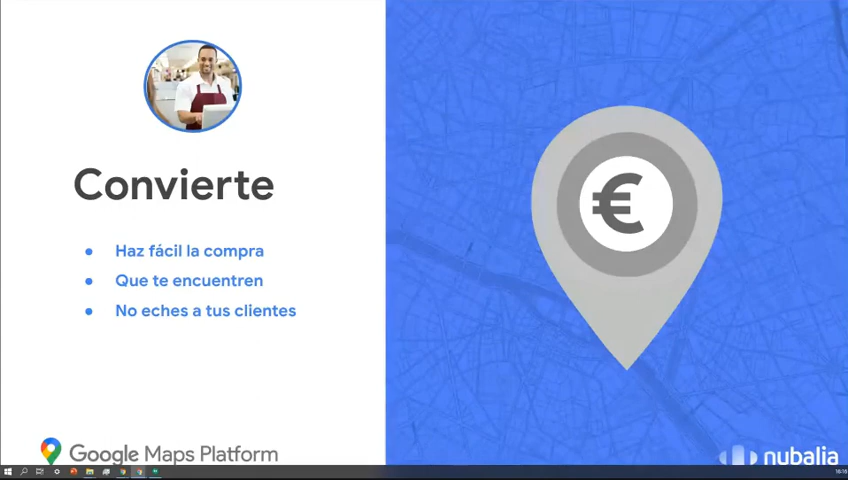 Convierte
● Haz fácil la compra
● Que te encuentren
● No eches a tus clientes
€
Google Maps Platform
nubalia